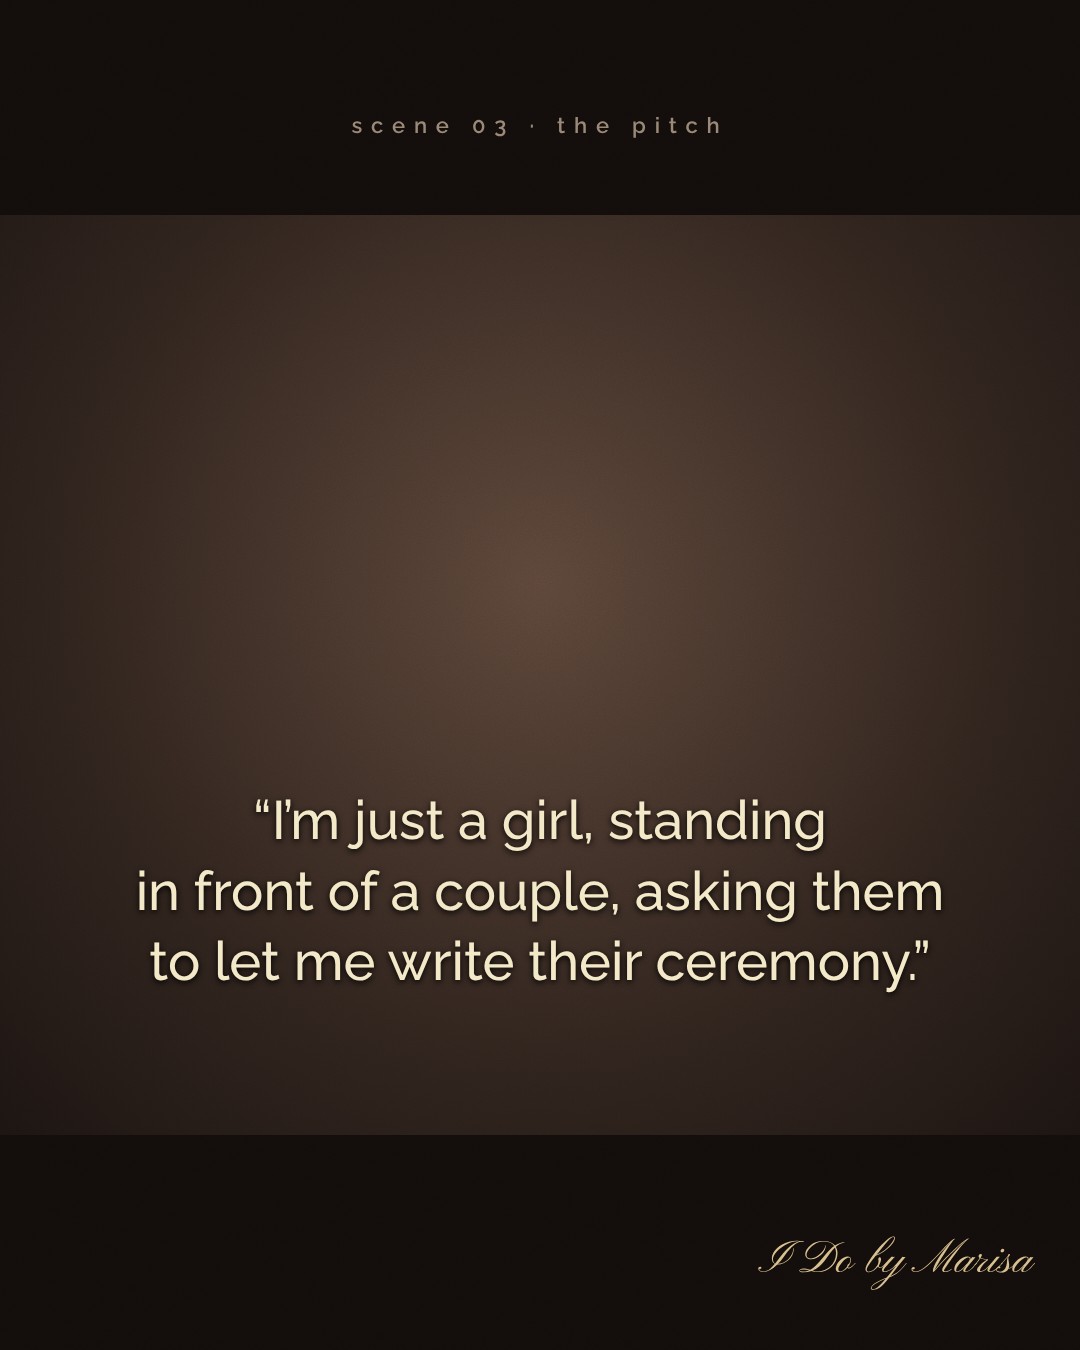 scene 03 · the pitch
“I’m just a girl, standing
in front of a couple, asking them
to let me write their ceremony.”
I Do by Marisa